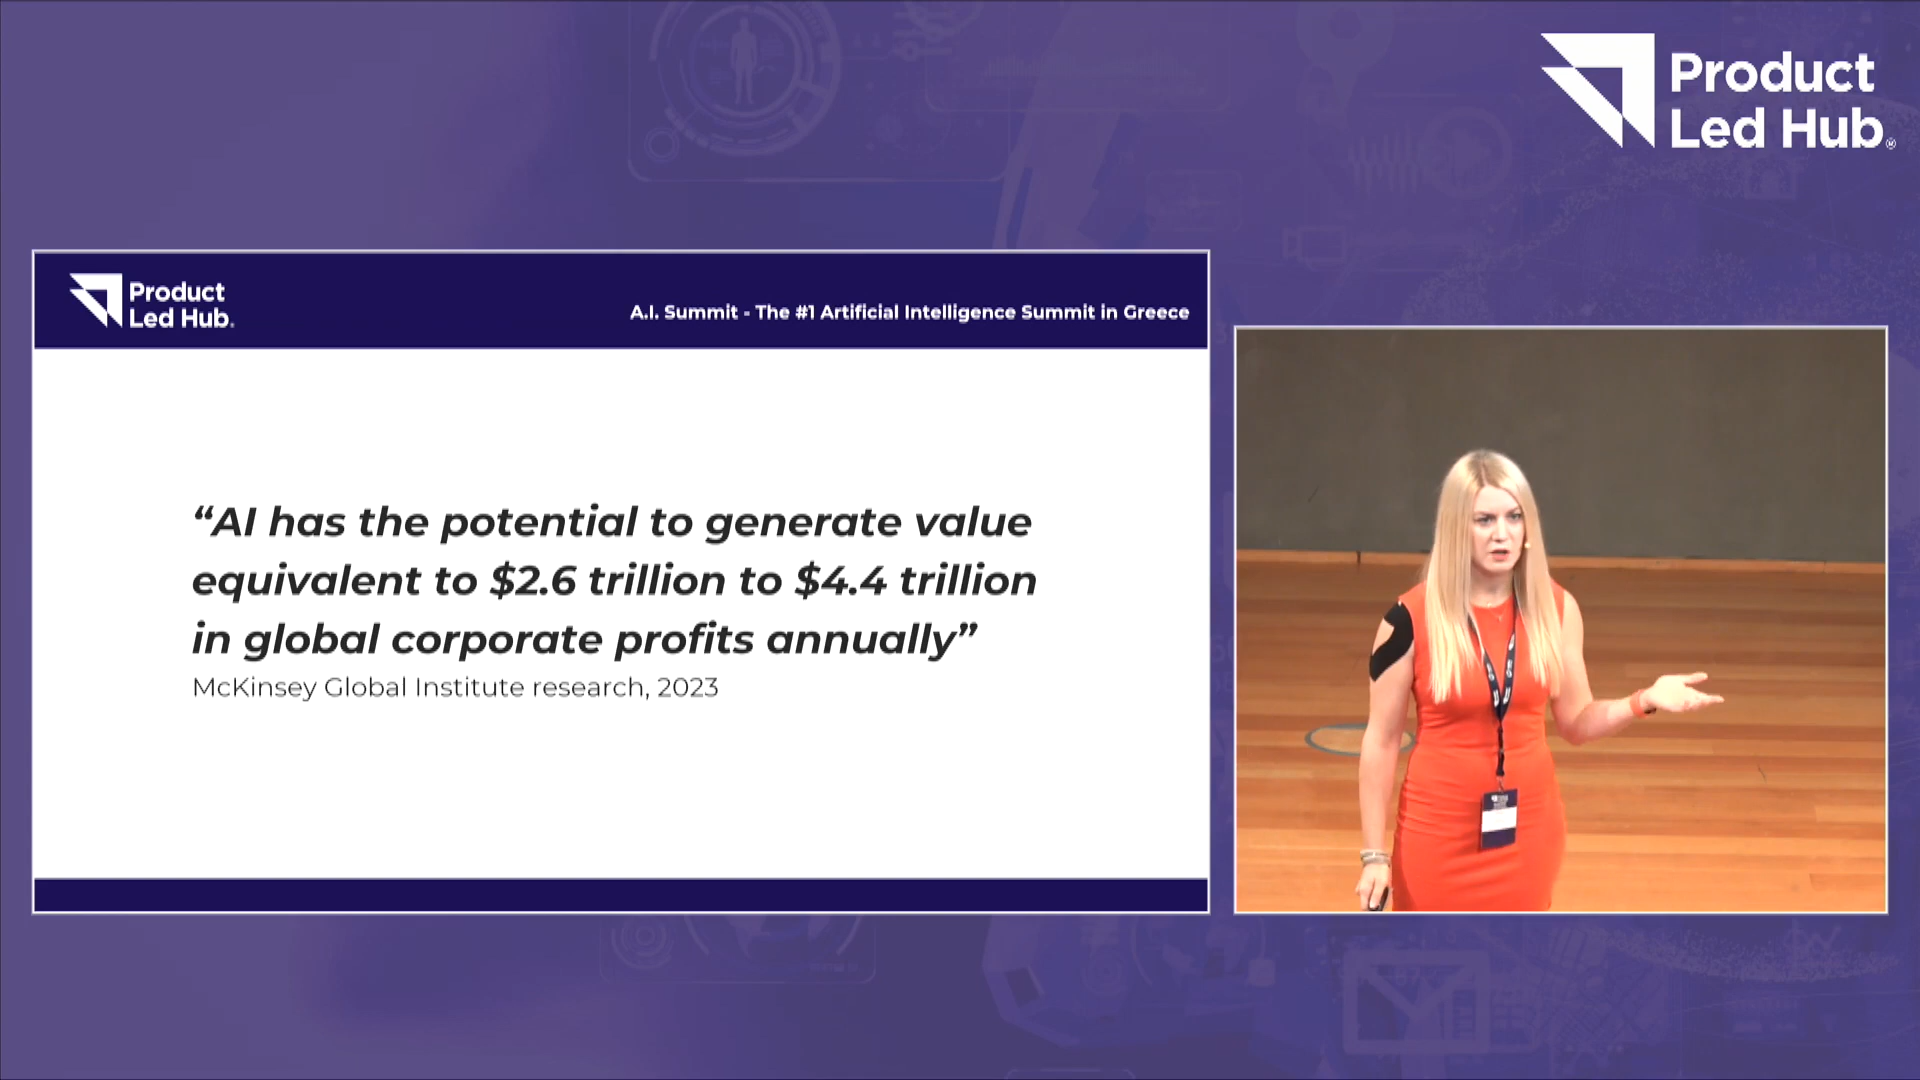 Product
Led Hub
Product
Led Hub.
A.I. Summit - The #1 Artificial Intelligence Summit in Greece
“AI has the potential to generate value
equivalent to $2.6 trillion to $4.4 trillion
in global corporate profits annually”
McKinsey Global Institute research, 2023